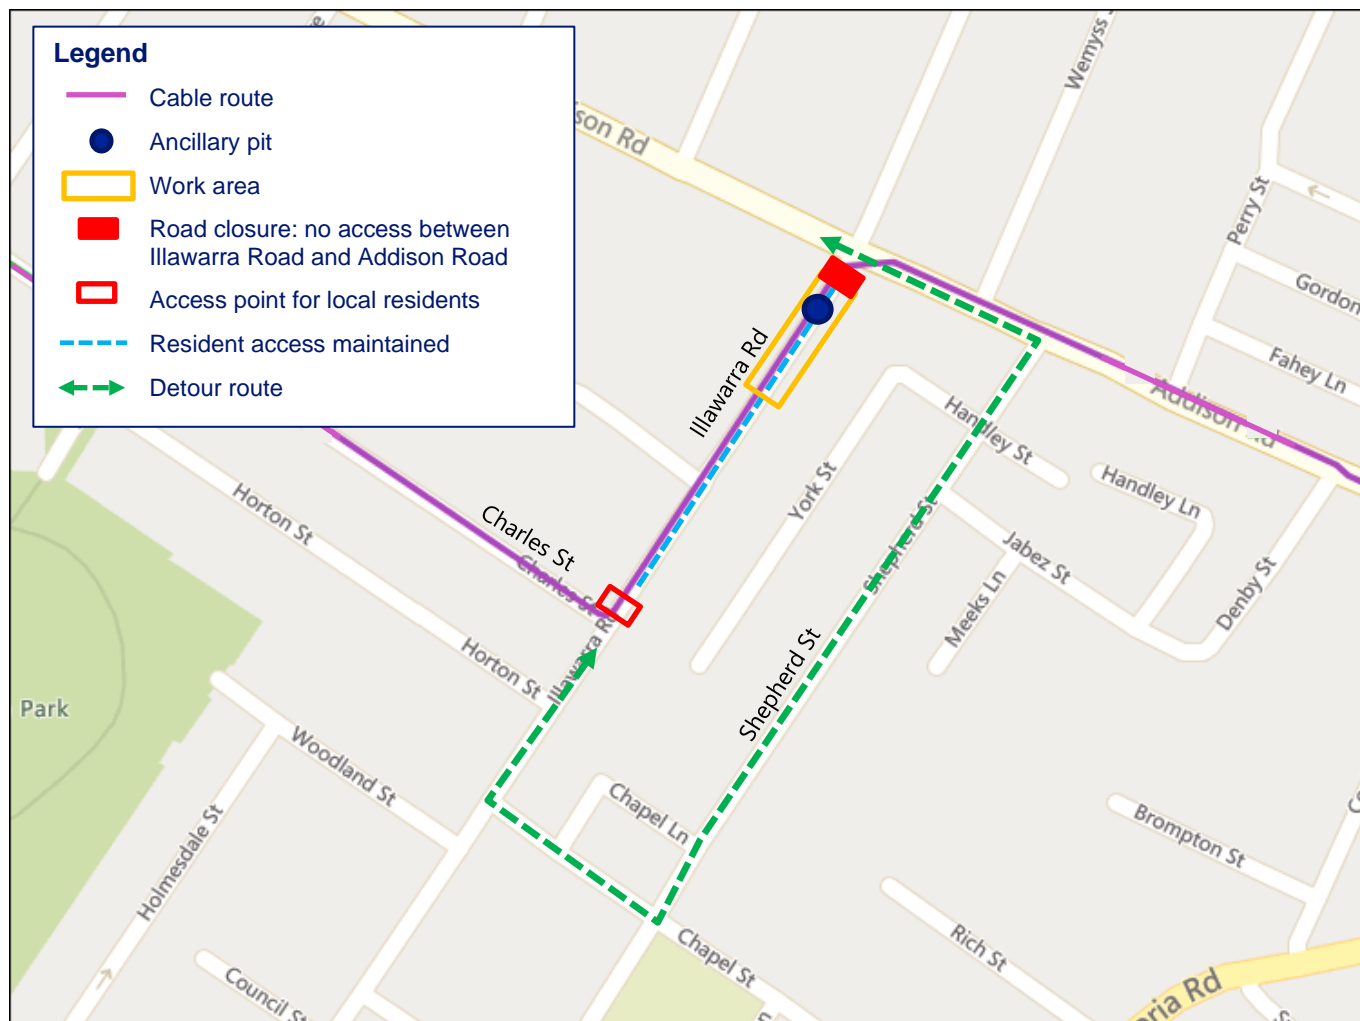 Legend
Cable route
Ancillary pit
Work area
Road closure: no access between
Illawarra Road and Addison Road
Access point for local residents
Resident access maintained
Detour route
son Rd
Wemyss
Perry St
Gordon
Fahey Ln
Addison Rd
Illawarra Rd
Handley St
Handley Ln
York St
Jabez St
Denby St
Meeks Ln
Shepherd St
Shepherd St
Charles St
Charles St
Horton St
Horton St
Illawarra Rd
Park
Woodland St
Holmesdale St
Chapel Ln
Chapel St
Council St
Brompton St
Rich St
ria Rd